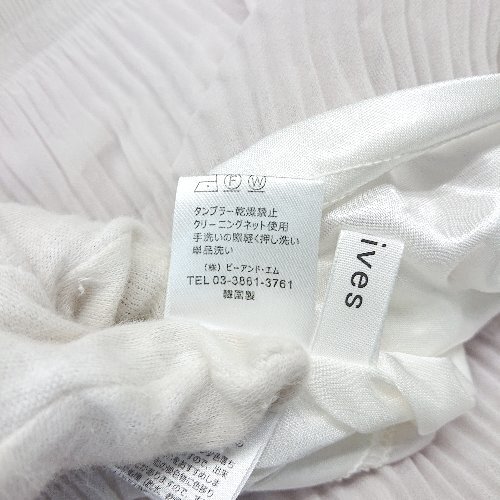 F W
タンブラー乾燥禁止
クリーニングネット使用
手洗いの際軽く押し洗い
単品洗い
(株)ビーアンド・エム
TEL 03-3861-3761
韓国製
ives